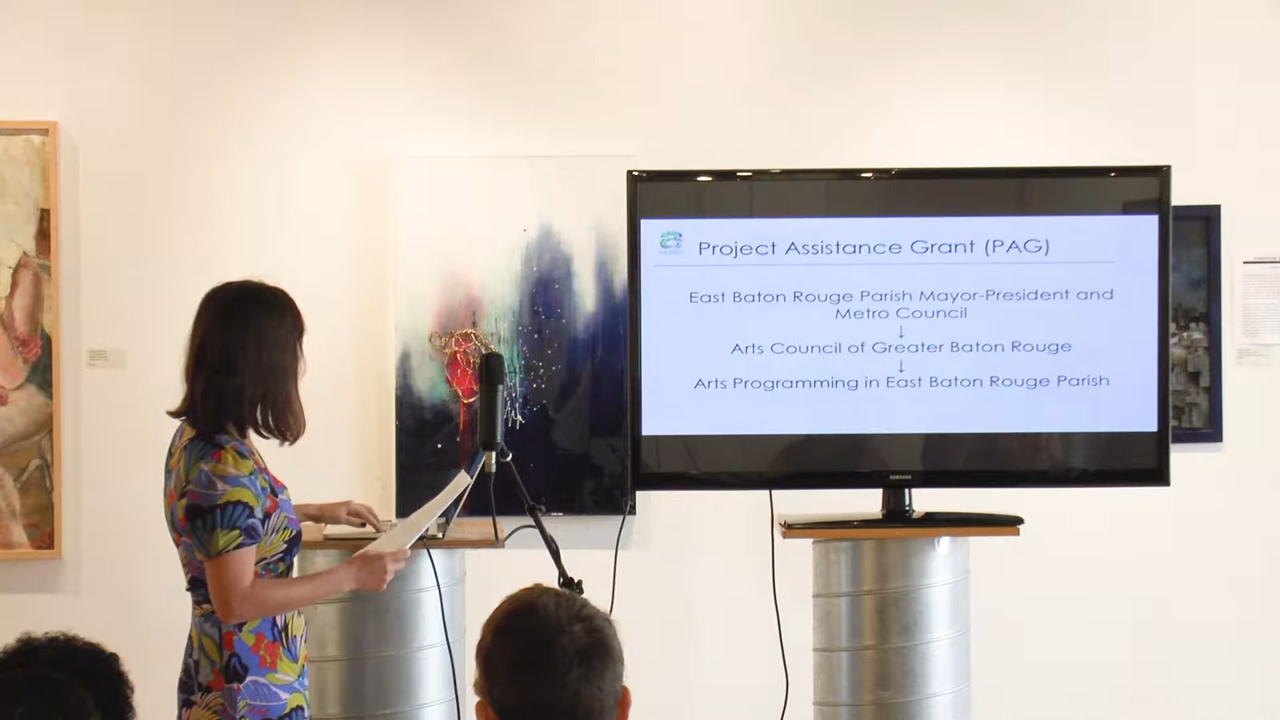 Project Assistance Grant (PAG)
East Baton Rouge Parish Mayor-President and
Metro Council
↓
Arts Council of Greater Baton Rouge
↓
Arts Programming in East Baton Rouge Parish
SAMSUNG